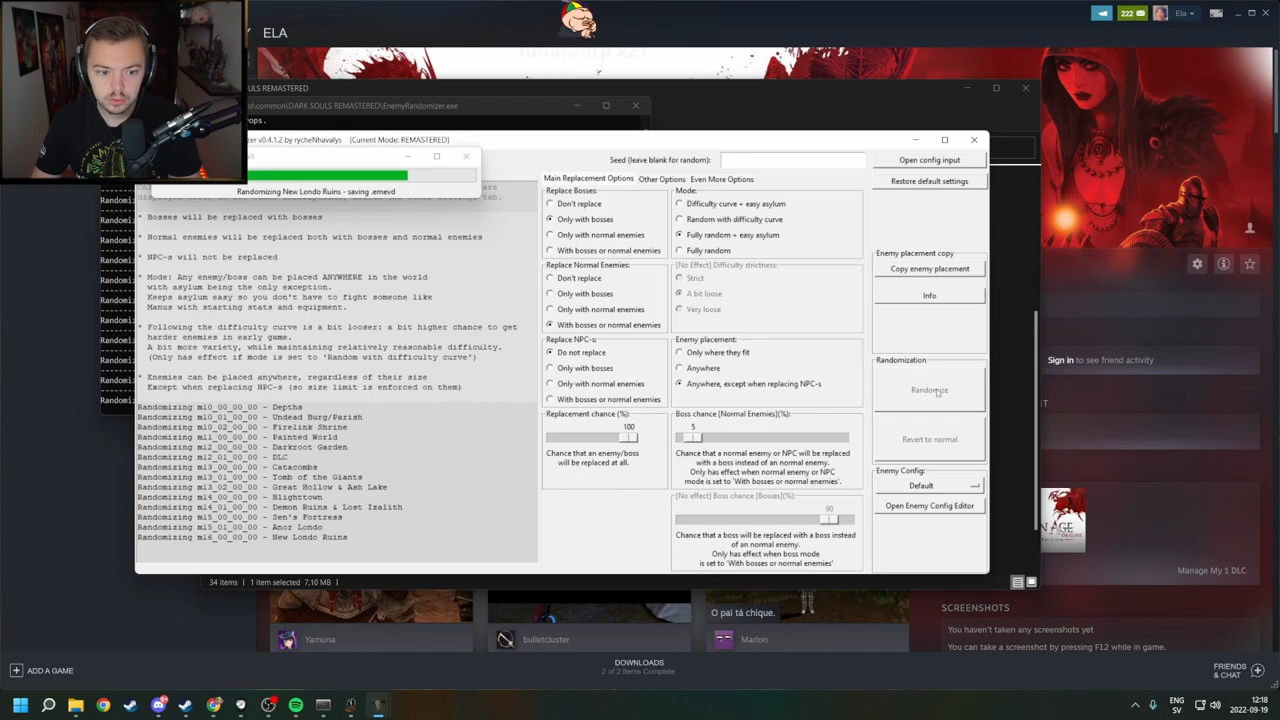 ELA
222
Ela
SOULS REMASTERED
\common\DARK SOULS REMASTERED\EnemyRandomizer.exe
ops.
zer v0.4.1.2 by rycheNhavalys [Current Mode: REMASTERED]
Randomizing New Londo Ruins - saving .emevd
* Bosses will be replaced with bosses
* Normal enemies will be replaced both with bosses and normal enemies
* NPC-s will not be replaced
* Mode: Any enemy/boss can be placed ANYWHERE in the world
with asylum being the only exception.
Keeps asylum easy so you don't have to fight someone like
Manus with starting stats and equipment.
* Following the difficulty curve is a bit looser: a bit higher chance to get
harder enemies in early game.
A bit more variety, while maintaining relatively reasonable difficulty.
(Only has effect if mode is set to 'Random with difficulty curve')
* Enemies can be placed anywhere, regardless of their size
Except when replacing NPC-s (so size limit is enforced on them)
Randomizing m10_00_00_00 - Depths
Randomizing m10_01_00_00 - Undead Burg/Parish
Randomizing m10_02_00_00 - Firelink Shrine
Randomizing m11_00_00_00 - Painted World
Randomizing m12_00_00_00 - Darkroot Garden
Randomizing m12_01_00_00 - DLC
Randomizing m13_00_00_00 - Catacombs
Randomizing m13_01_00_00 - Tomb of the Giants
Randomizing m13_02_00_00 - Great Hollow & Ash Lake
Randomizing m14_00_00_00 - Blighttown
Randomizing m14_01_00_00 - Demon Ruins & Lost Izalith
Randomizing m15_00_00_00 - Sen's Fortress
Randomizing m15_01_00_00 - Anor Londo
Randomizing m16_00_00_00 - New Londo Ruins
Seed (leave blank for random):
Main Replacement Options
Other Options
Even More Options
Replace Bosses:
Don't replace
Only with bosses
Only with normal enemies
With bosses or normal enemies
Mode:
Difficulty curve + easy asylum
Random with difficulty curve
Fully random + easy asylum
Fully random
Replace Normal Enemies:
Don't replace
Only with bosses
Only with normal enemies
With bosses or normal enemies
[No Effect] Difficulty strictness:
Strict
A bit loose
Very loose
Replace NPC-s:
Do not replace
Only with bosses
Only with normal enemies
With bosses or normal enemies
Enemy placement:
Only where they fit
Anywhere
Anywhere, except when replacing NPC-s
Replacement chance (%):
100
Chance that an enemy/boss
will be replaced at all.
Boss chance [Normal Enemies](%):
5
Chance that a normal enemy or NPC will be replaced
with a boss instead of a normal enemy.
Only has effect when normal enemy or NPC
mode is set to 'With bosses or normal enemies'.
[No effect] Boss chance [Bosses](%):
90
Chance that a boss will be replaced with a boss instead
of an normal enemy.
Only has effect when boss mode
is set to 'With bosses or normal enemies'
Open config input
Restore default settings
Enemy placement copy
Copy enemy placement
Info
Randomization
Randomize
Revert to normal
Enemy Config:
Default
Open Enemy Config Editor
34 items
1 item selected 7,10 MB
Sign in to see friend activity
Manage My 1 DLC
SCREENSHOTS
You haven't taken any screenshots yet
You can take a screenshot by pressing F12 while in game.
O pai tá chique.
Yamuna
bulletcluster
Marlon
ADD A GAME
DOWNLOADS
2 of 2 Items Complete
FRIENDS
& CHAT
ENG
SV
12:18
2022-09-19